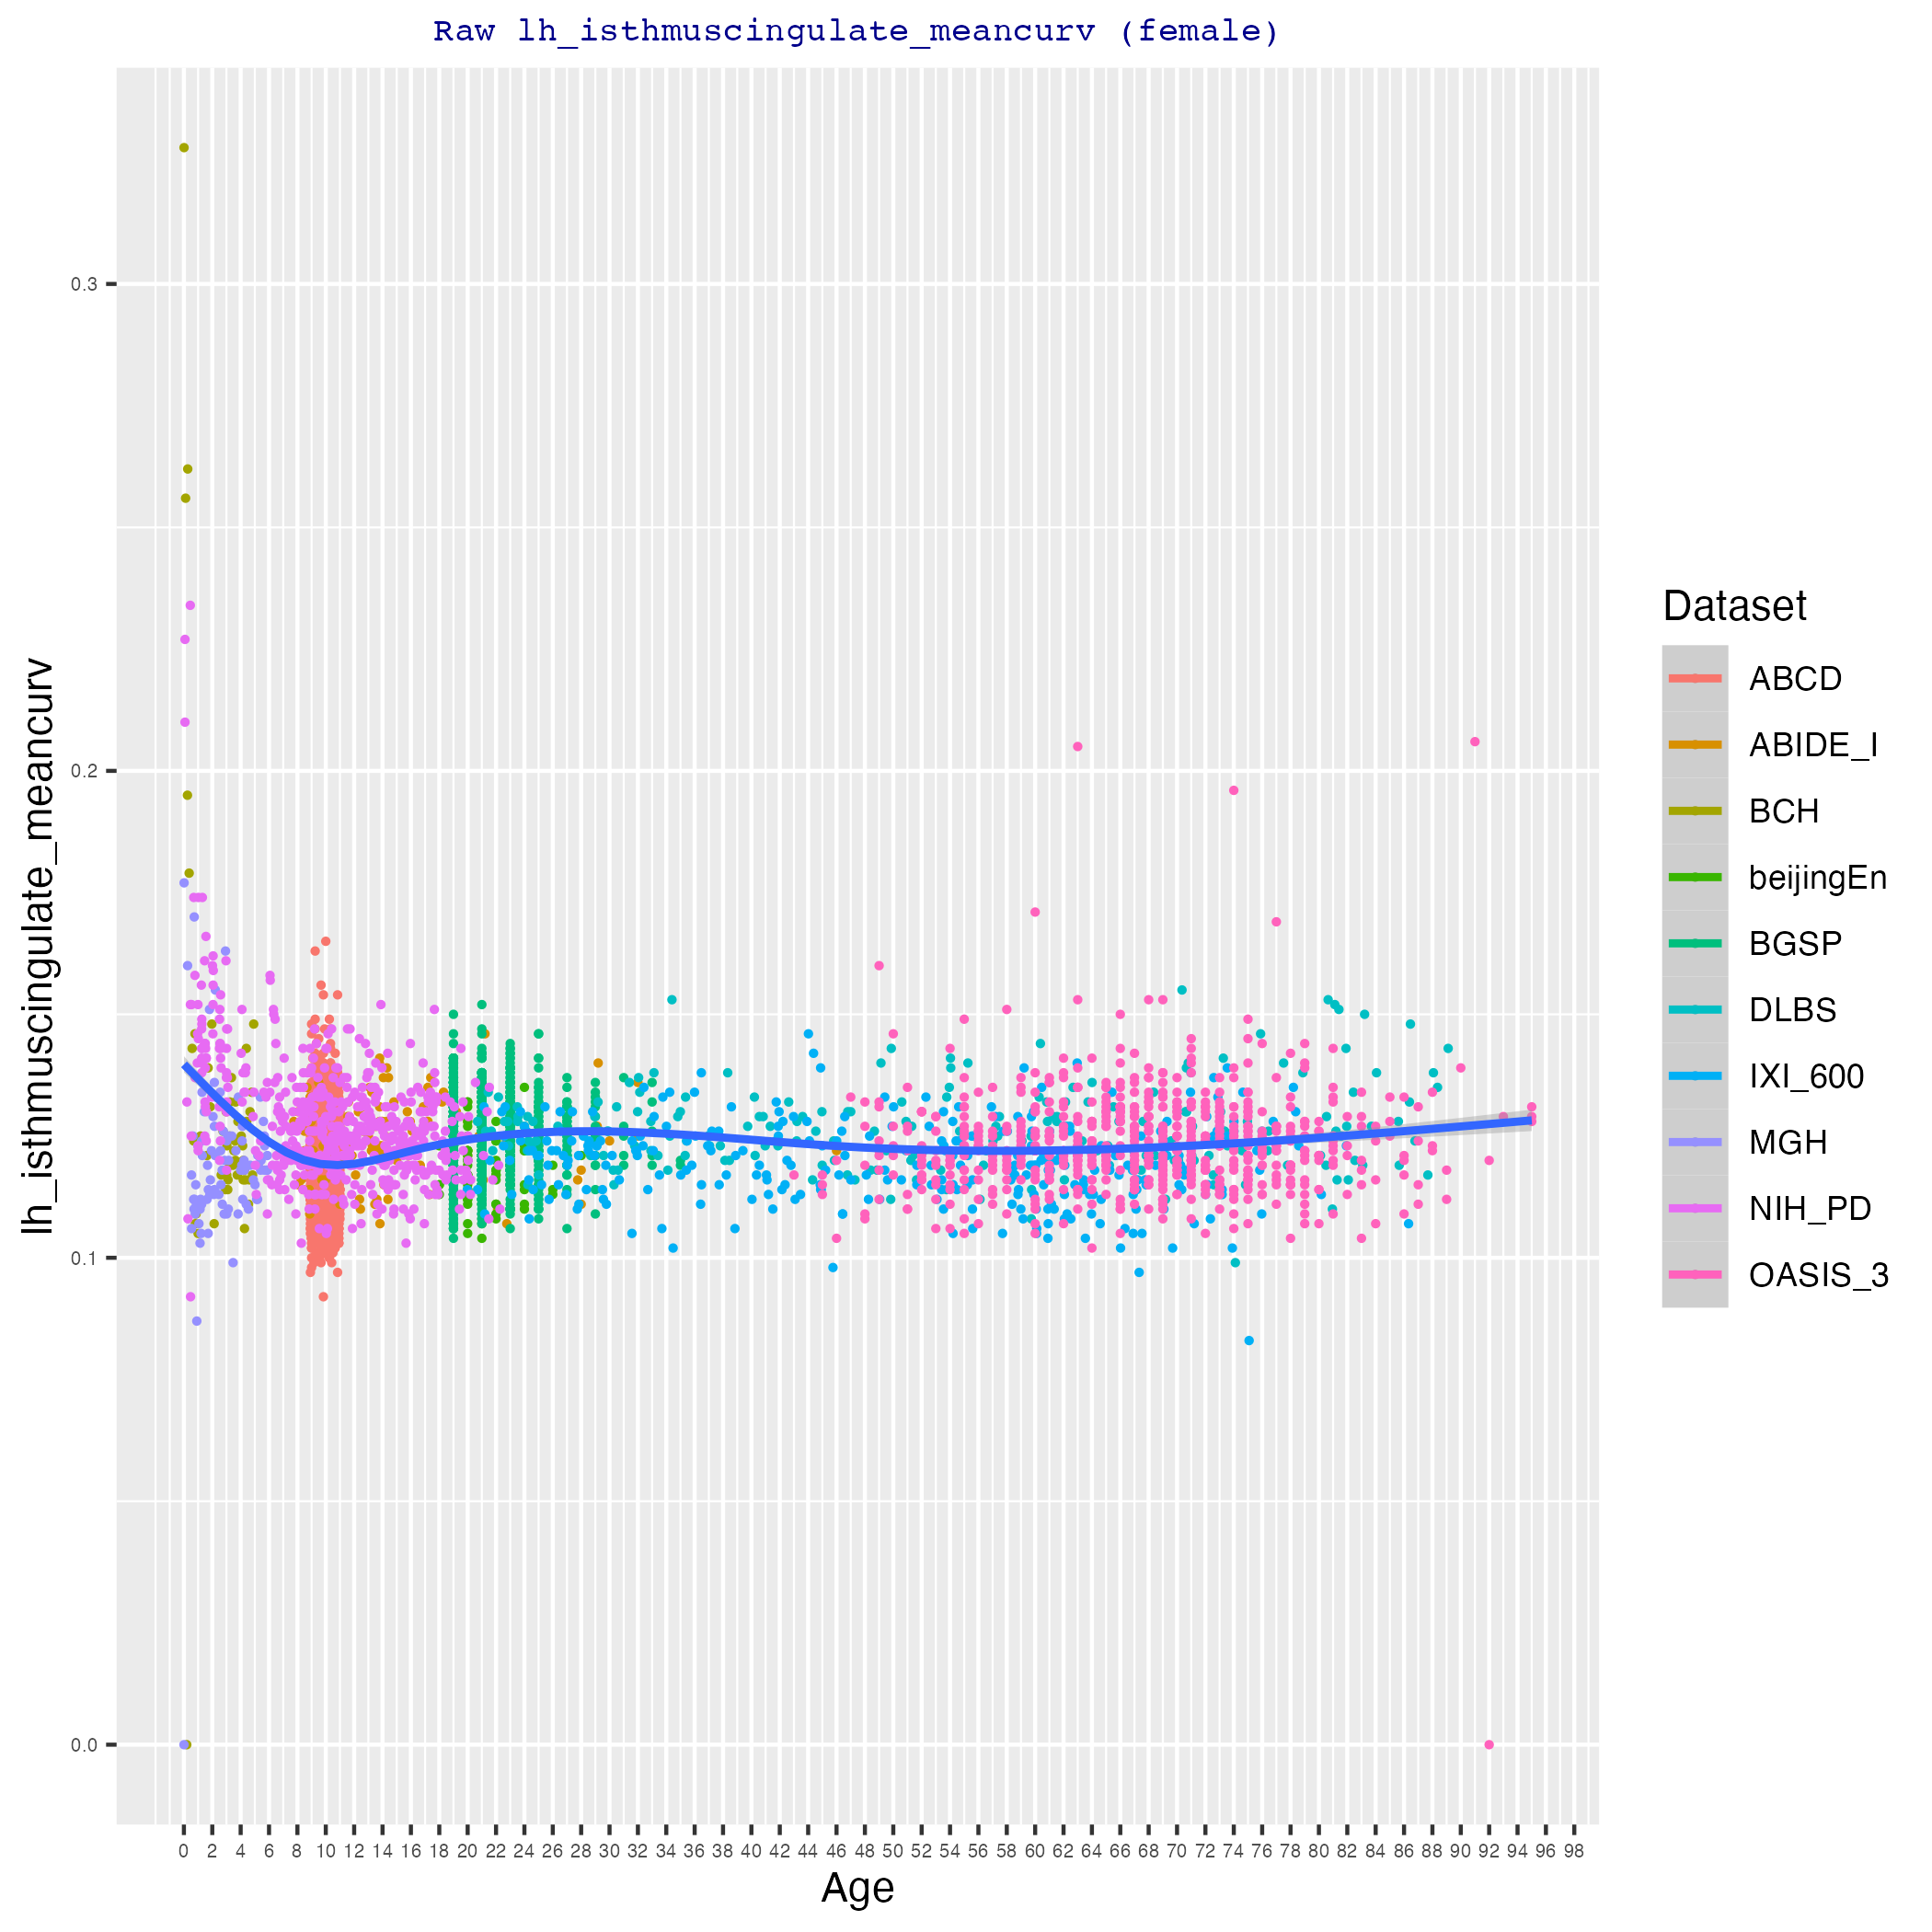 Raw lh_isthmuscingulate_meancurv (female)
lh_isthmuscingulate_meancurv
0.3
0.2
0.1
0.0
0 2 4 6 8 10 12 14 16 18 20 22 24 26 28 30 32 34 36 38 40 42 44 46 48 50 52 54 56 58 60 62 64 66 68 70 72 74 76 78 80 82 84 86 88 90 92 94 96 98
Age
Dataset
ABCD
ABIDE_I
BCH
beijingEn
BGSP
DLBS
IXI_600
MGH
NIH_PD
OASIS_3